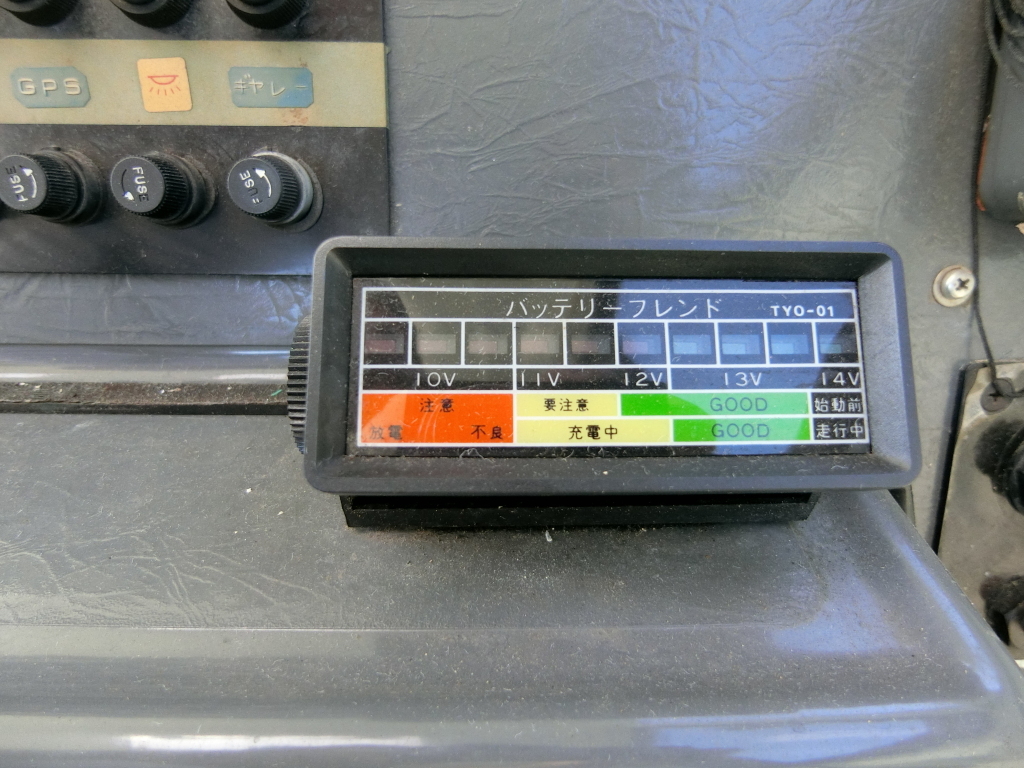 GPS
ギャレー
FUSE
FUSE
FUSE
バッテリーフレンド TYO-01
10V 11V 12V 13V 14V
注意 要注意 GOOD 始動前
放電 不良 充電中 GOOD 走行中